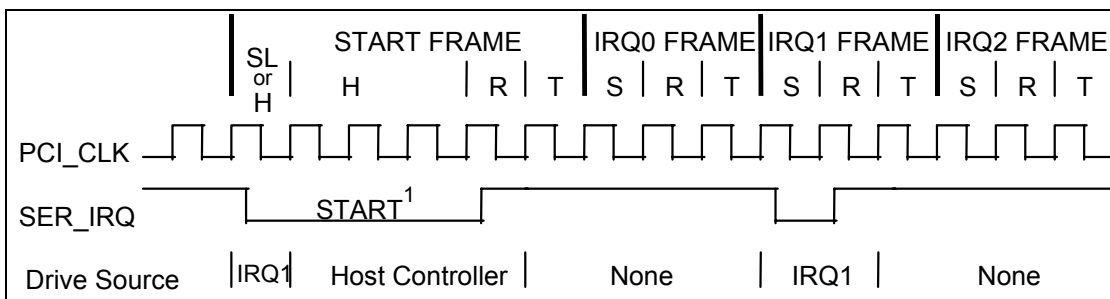 START FRAME IRQ0 FRAME IRQ1 FRAME IRQ2 FRAME
SL
or
H
H R T S R T S R T S R T
PCI_CLK
SER_IRQ START1
Drive Source IRQ1 Host Controller None IRQ1 None